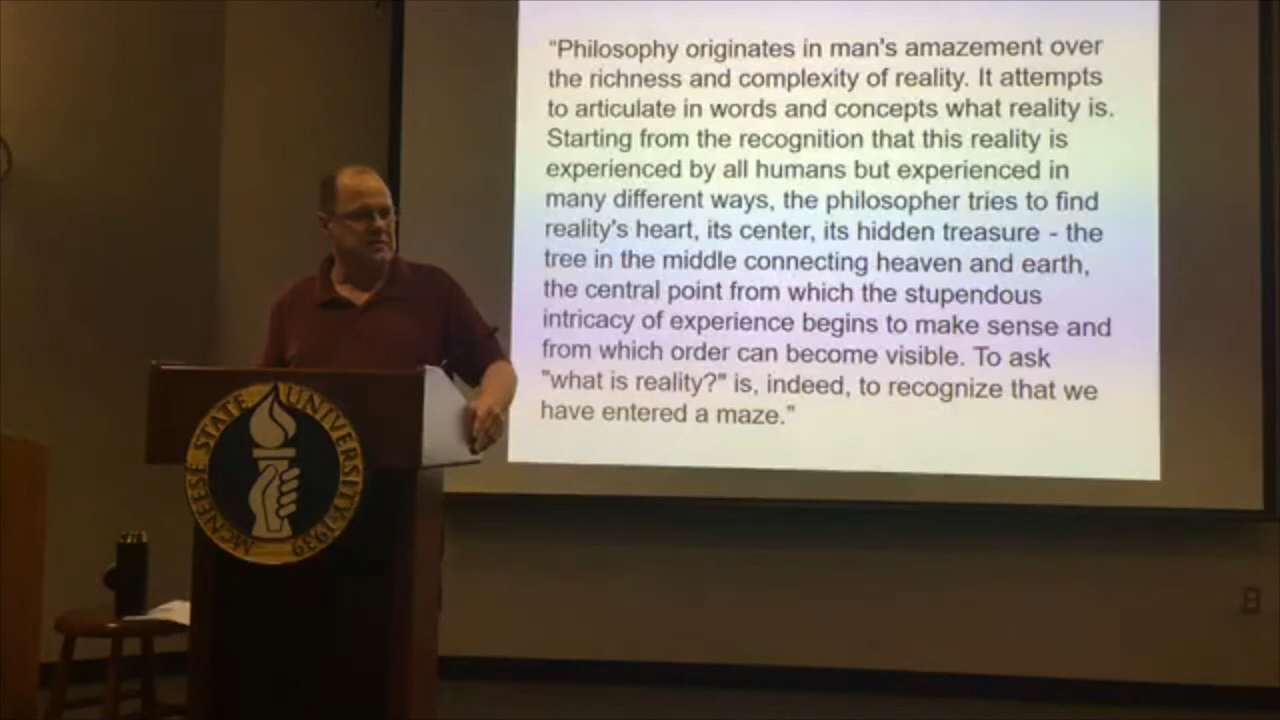 “Philosophy originates in man's amazement over
the richness and complexity of reality. It attempts
to articulate in words and concepts what reality is.
Starting from the recognition that this reality is
experienced by all humans but experienced in
many different ways, the philosopher tries to find
reality's heart, its center, its hidden treasure - the
tree in the middle connecting heaven and earth,
the central point from which the stupendous
intricacy of experience begins to make sense and
from which order can become visible. To ask
"what is reality?" is, indeed, to recognize that we
have entered a maze.”
MCNEESE STATE UNIVERSITY·1939